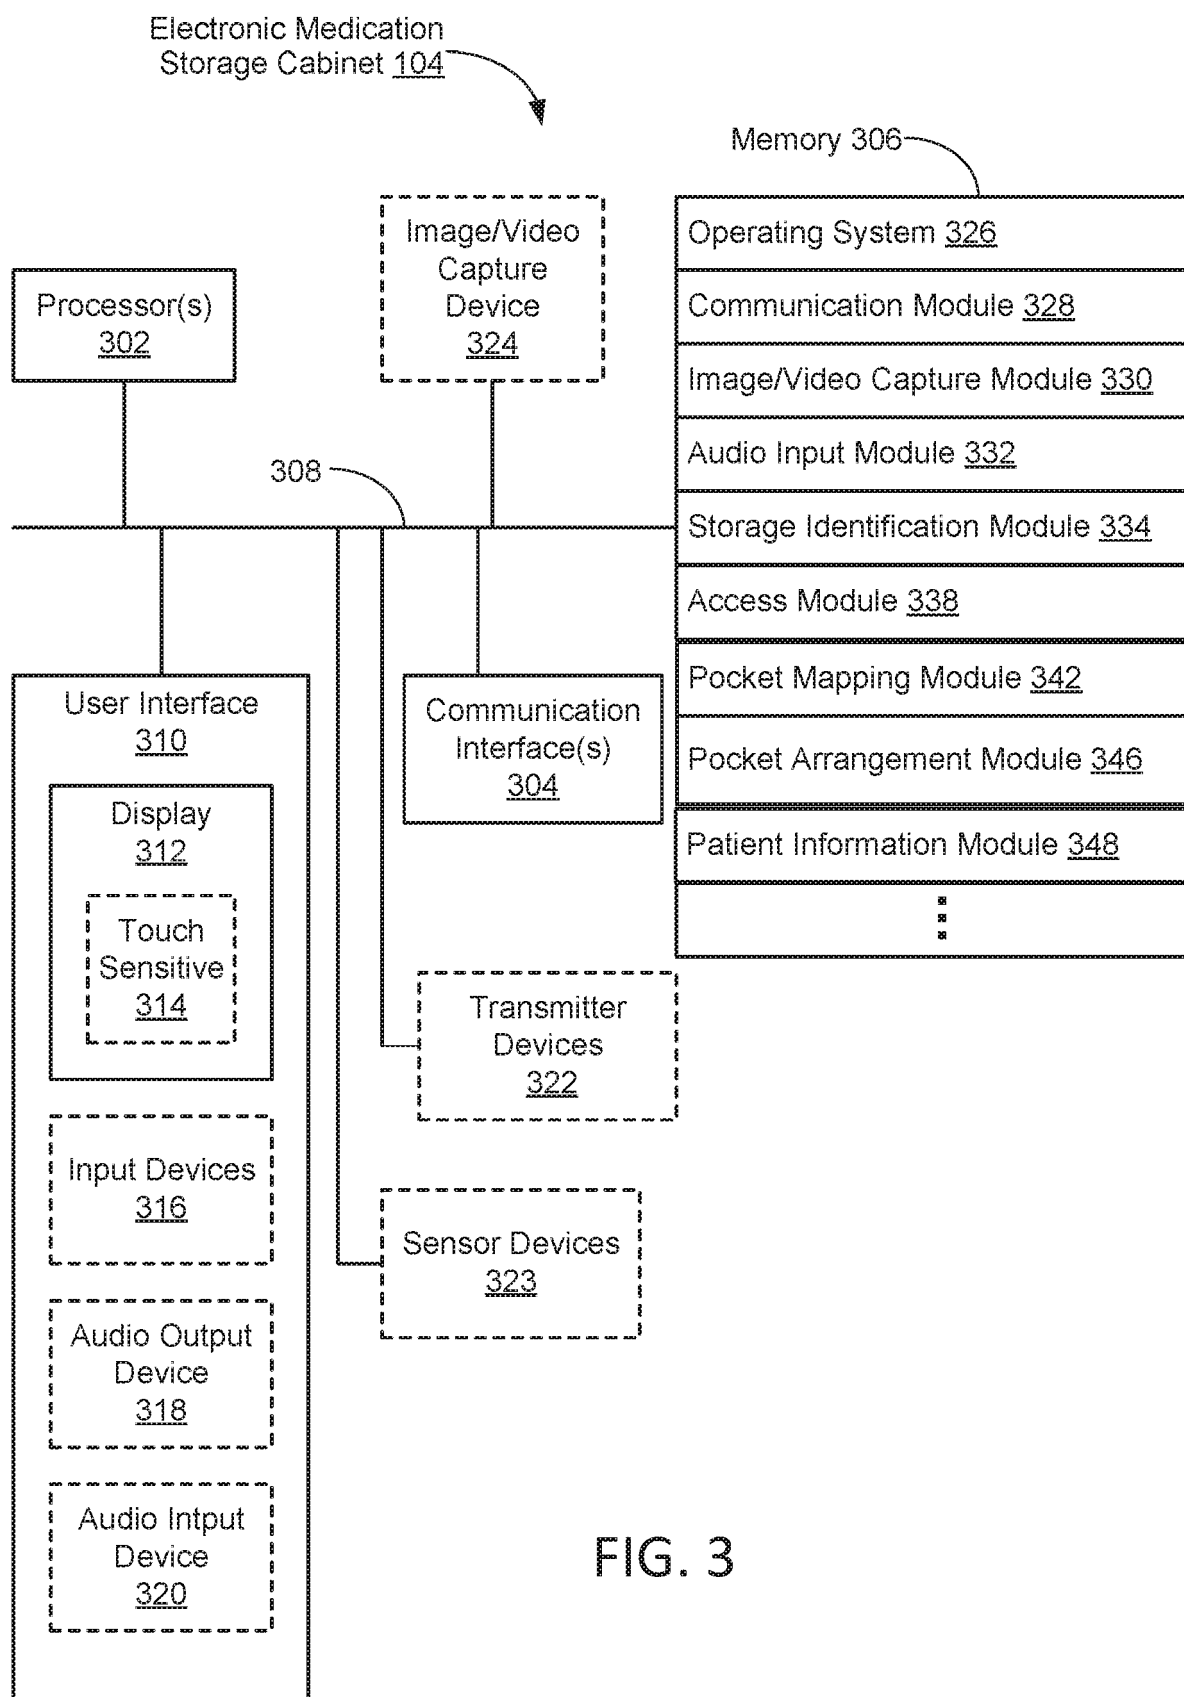 Electronic Medication
Storage Cabinet 104
Memory 306
Image/Video
Capture
Device
324
Processor(s)
302
308
Operating System 326
Communication Module 328
Image/Video Capture Module 330
Audio Input Module 332
Storage Identification Module 334
Access Module 338
Pocket Mapping Module 342
Pocket Arrangement Module 346
Patient Information Module 348
User Interface
310
Display
312
Touch
Sensitive
314
Input Devices
316
Audio Output
Device
318
Audio Intput
Device
320
Communication
Interface(s)
304
Transmitter
Devices
322
Sensor Devices
323
FIG. 3